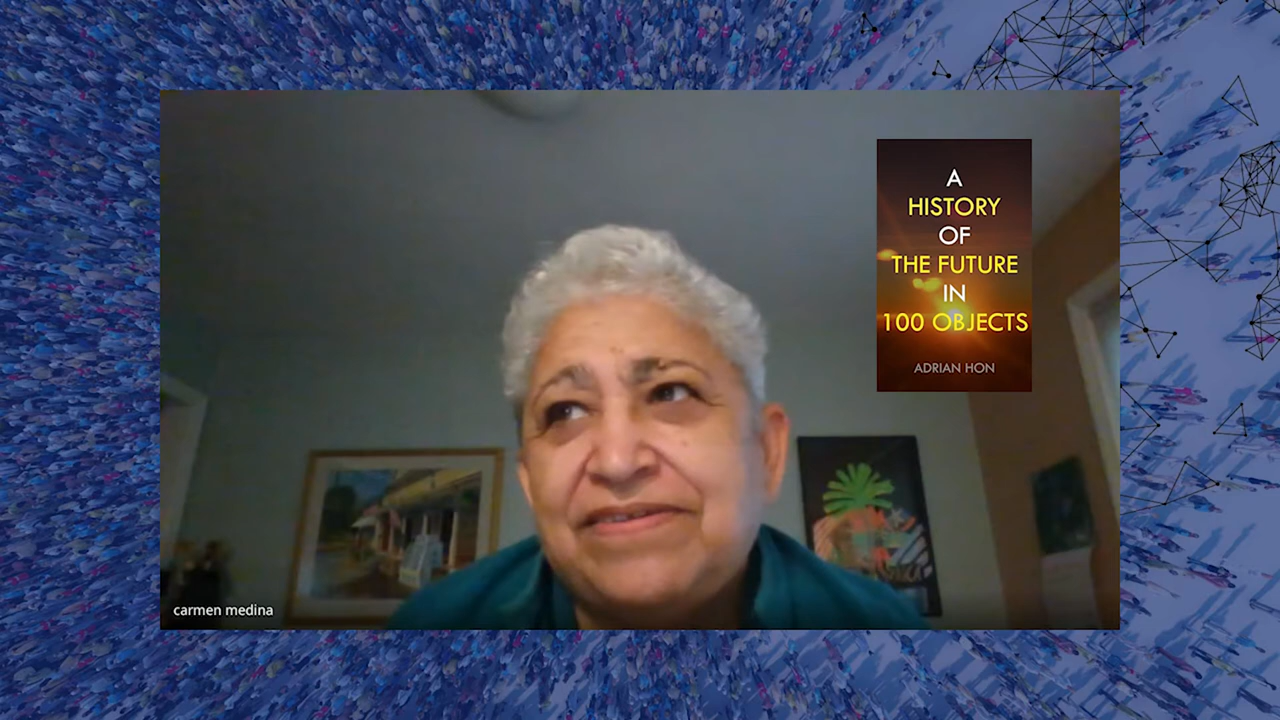 A
HISTORY
OF
THE FUTURE
IN
100 OBJECTS
ADRIAN HON
carmen medina